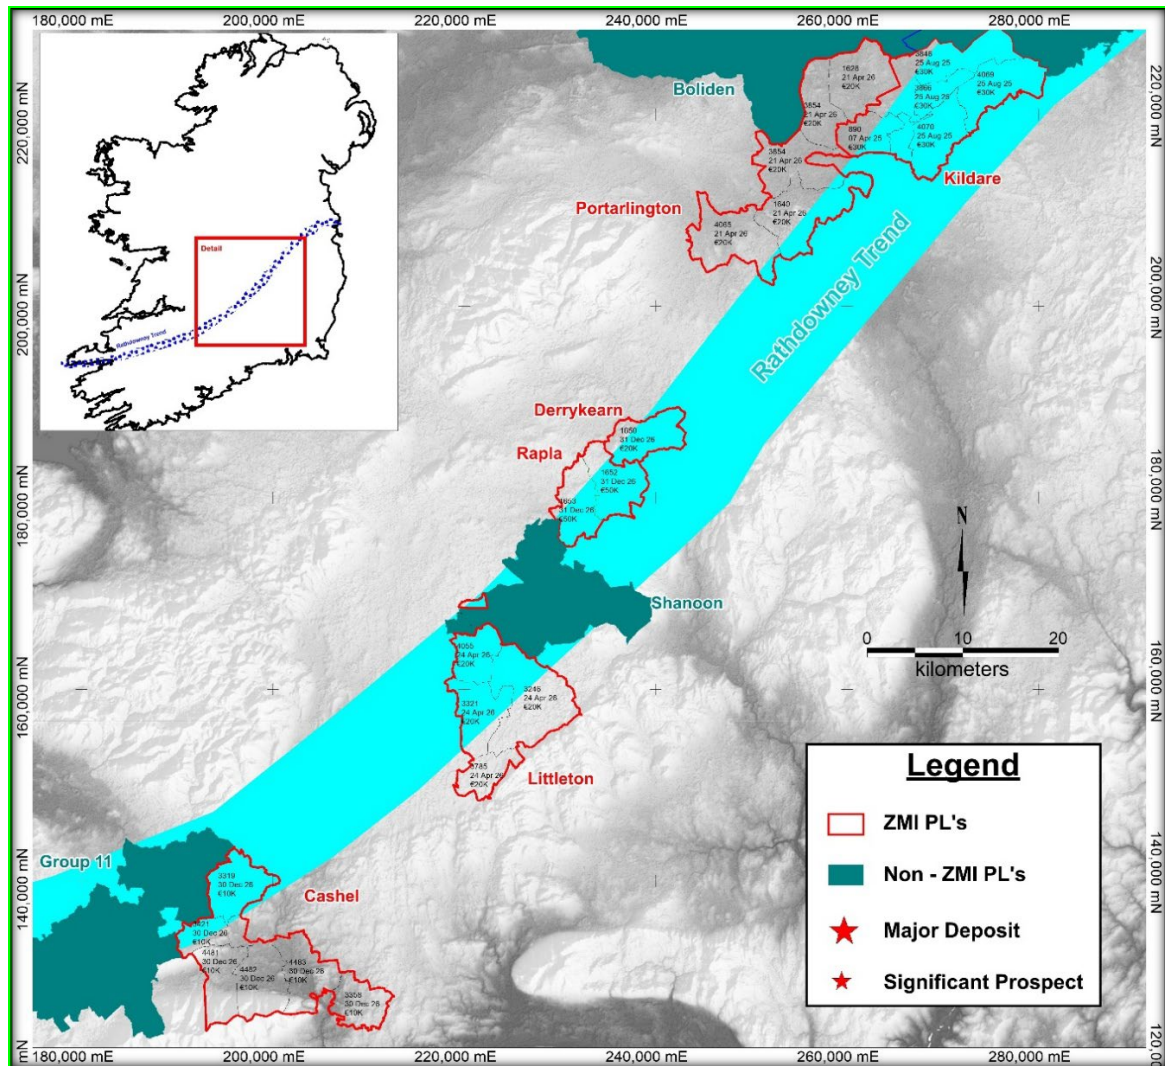 180,000 mE
200,000 mE
220,000 mE
240,000 mE
260,000 mE
280,000 mE
220,000 mN
200,000 mN
180,000 mN
160,000 mN
140,000 mN
220,000 mN
200,000 mN
180,000 mN
160,000 mN
140,000 mN
Detail
Rathdowney Trend
Boliden
1628
21 Apr 26
€20K
3854
21 Apr 26
€20K
890
07 Apr 25
€30K
3846
25 Aug 25
€30K
3866
25 Aug 25
€30K
4069
25 Aug 25
€30K
4070
25 Aug 25
€30K
Kildare
3854
21 Apr 26
€20K
Portarlington
1640
21 Apr 26
€20K
4065
21 Apr 26
€20K
Rathdowney Trend
Derrykearn
31 Dec 26
€20K
Rapla
1652
31 Dec 26
€50K
1653
31 Dec 26
€50K
N
Shanoon
0 10 20
kilometers
4055
24 Apr 26
€20K
3246
24 Apr 26
€20K
3321
24 Apr 26
€20K
3785
24 Apr 26
€20K
Littleton
Group 11
3319
30 Dec 26
€10K
Cashel
30 Dec 26
€10K
4481
30 Dec 26
€10K
4482
30 Dec 26
€10K
4483
30 Dec 26
€10K
3358
30 Dec 26
€10K
Legend
ZMI PL's
Non - ZMI PL's
Major Deposit
Significant Prospect
180,000 mE
200,000 mE
220,000 mE
240,000 mE
260,000 mE
280,000 mE